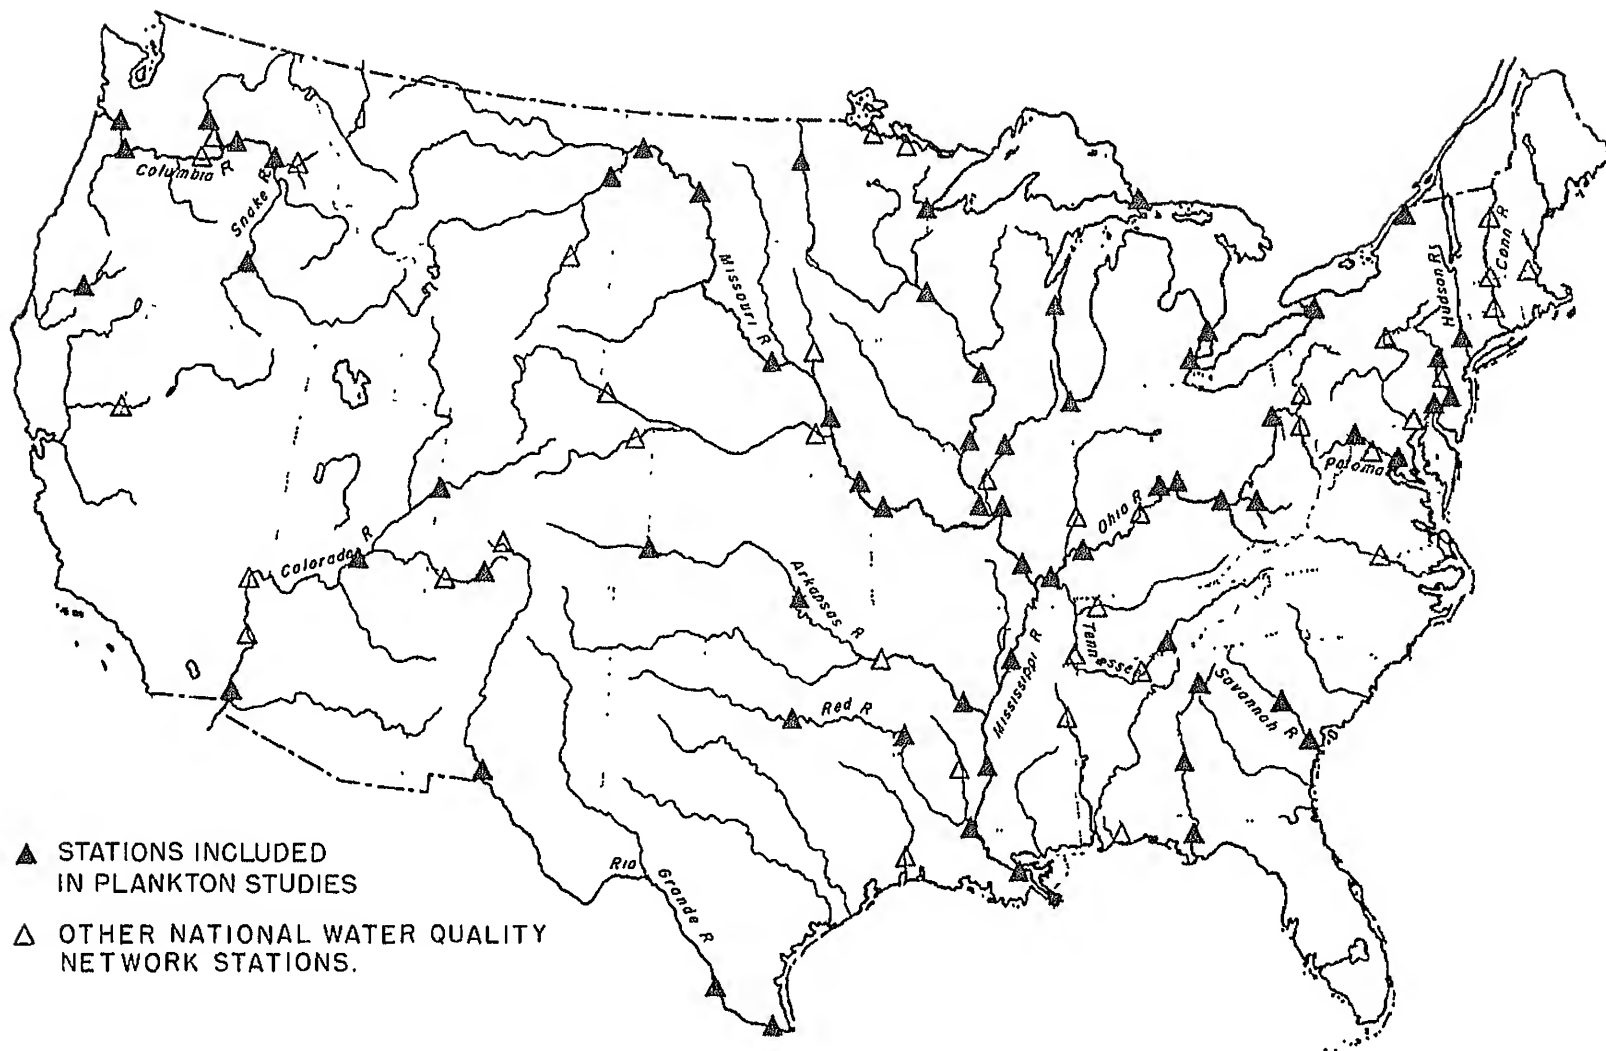 Columbia R
Snake R
Missouri R
Hudson R
Conn R
Potomac
Ohio R
Colorado R
Arkansas R
Tennessee
Mississippi R
Savannah R
Red R
Rio Grande R
STATIONS INCLUDED
IN PLANKTON STUDIES
OTHER NATIONAL WATER QUALITY
NETWORK STATIONS.